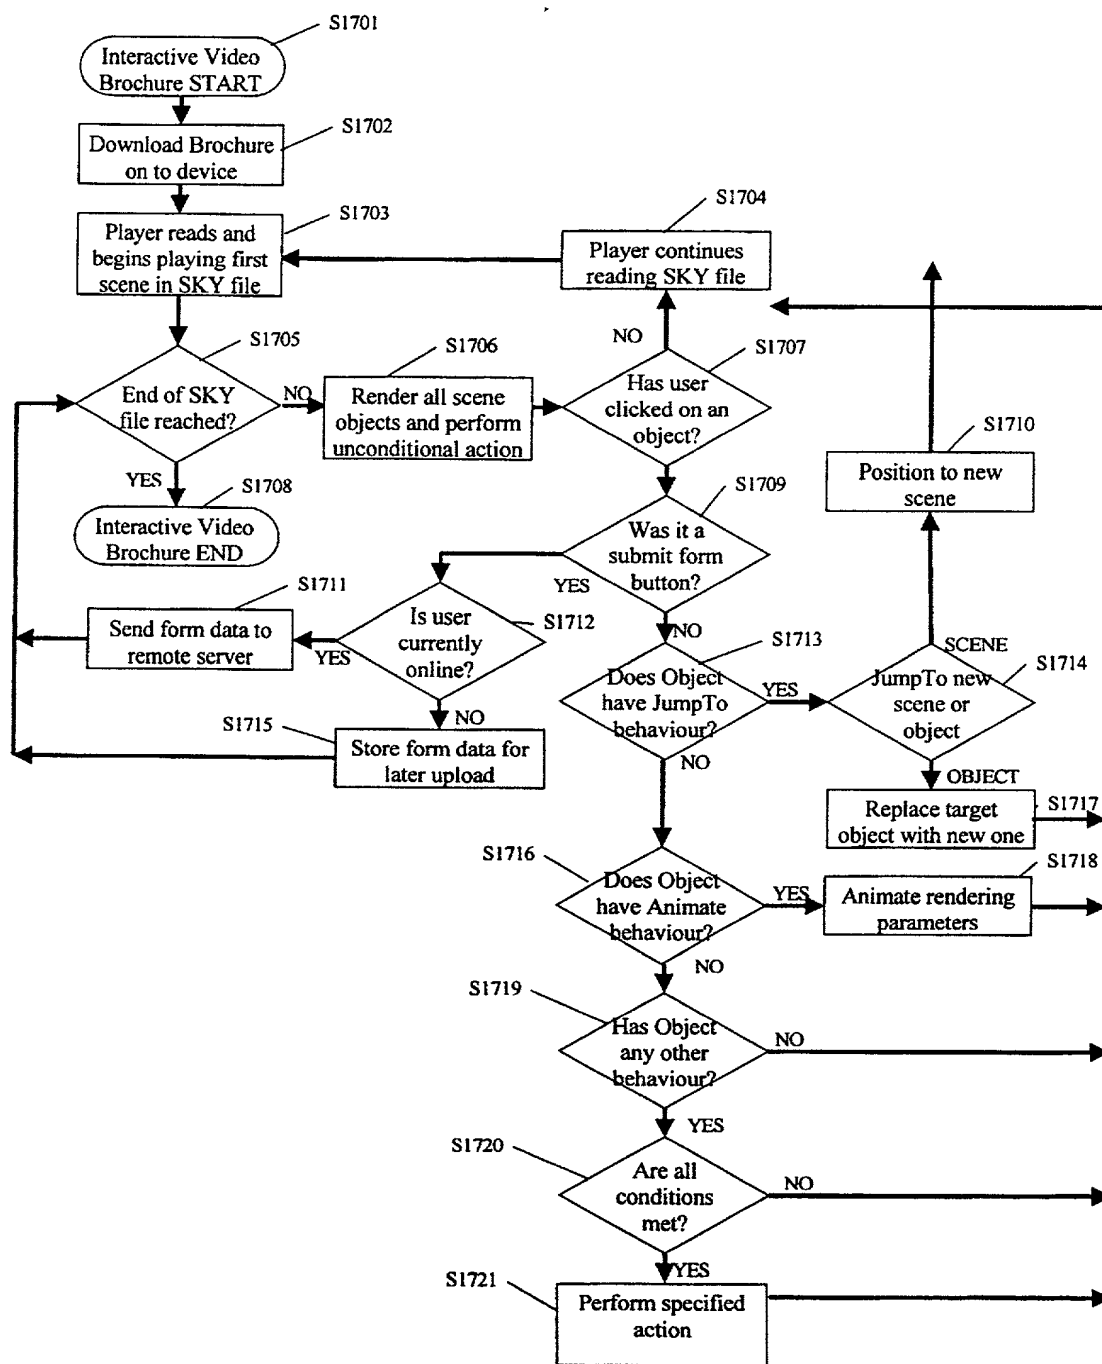 S1701
Interactive Video
Brochure START
S1702
Download Brochure
on to device
S1703
Player reads and
begins playing first
scene in SKY file
S1704
Player continues
reading SKY file
S1705
End of SKY
file reached?
NO
YES
S1706
Render all scene
objects and perform
unconditional action
NO
S1707
Has user
clicked on an
object?
S1708
Interactive Video
Brochure END
S1709
Was it a
submit form
button?
YES
NO
S1710
Position to new
scene
S1711
Send form data to
remote server
YES
Is user
currently
online?
S1712
NO
S1713
Does Object
have JumpTo
behaviour?
YES
NO
SCENE
S1714
JumpTo new
scene or
object
OBJECT
S1715
Store form data for
later upload
S1717
Replace target
object with new one
S1716
Does Object
have Animate
behaviour?
YES
NO
S1718
Animate rendering
parameters
S1719
Has Object
any other
behaviour?
NO
YES
S1720
Are all
conditions
met?
NO
YES
S1721
Perform specified
action